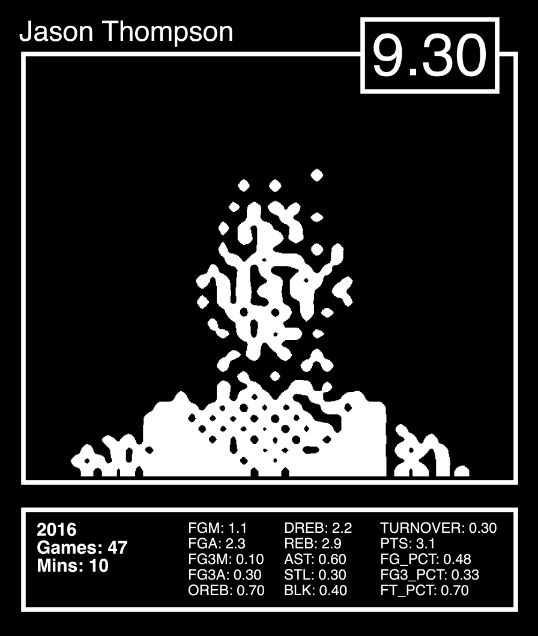 Jason Thompson
9.30
2016
Games: 47
Mins: 10
FGM: 1.1
FGA: 2.3
FG3M: 0.10
FG3A: 0.30
OREB: 0.70
DREB: 2.2
REB: 2.9
AST: 0.60
STL: 0.30
BLK: 0.40
TURNOVER: 0.30
PTS: 3.1
FG_PCT: 0.48
FG3_PCT: 0.33
FT_PCT: 0.70